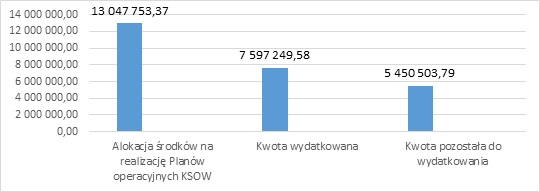 14 000 000,00
12 000 000,00
10 000 000,00
8 000 000,00
6 000 000,00
4 000 000,00
2 000 000,00
0,00
13 047 753,37
7 597 249,58
5 450 503,79
Alokacja środków na
realizację Planów
operacyjnych KSOW
Kwota wydatkowana
Kwota pozostała do
wydatkowania